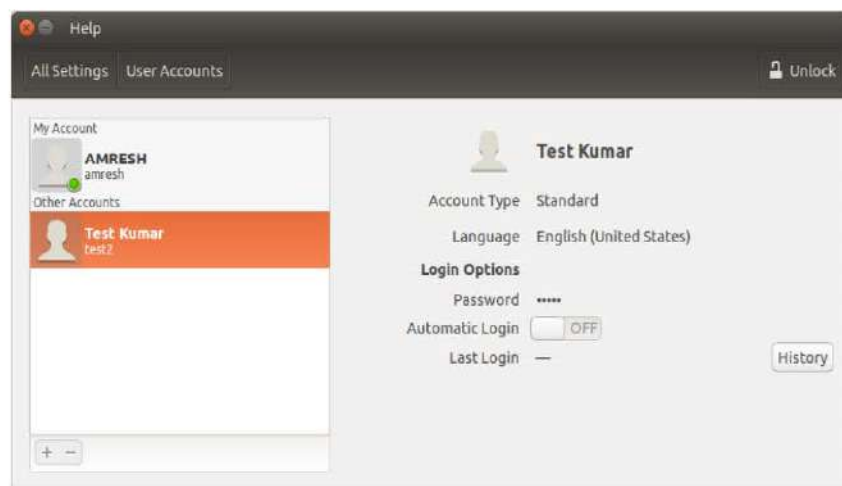 Help
All Settings User Accounts Unlock
My Account
AMRESH
amresh
Other Accounts
Test Kumar
test2
Test Kumar
Account Type Standard
Language English (United States)
Login Options
Password •••••
Automatic Login OFF
Last Login —
History
+ −